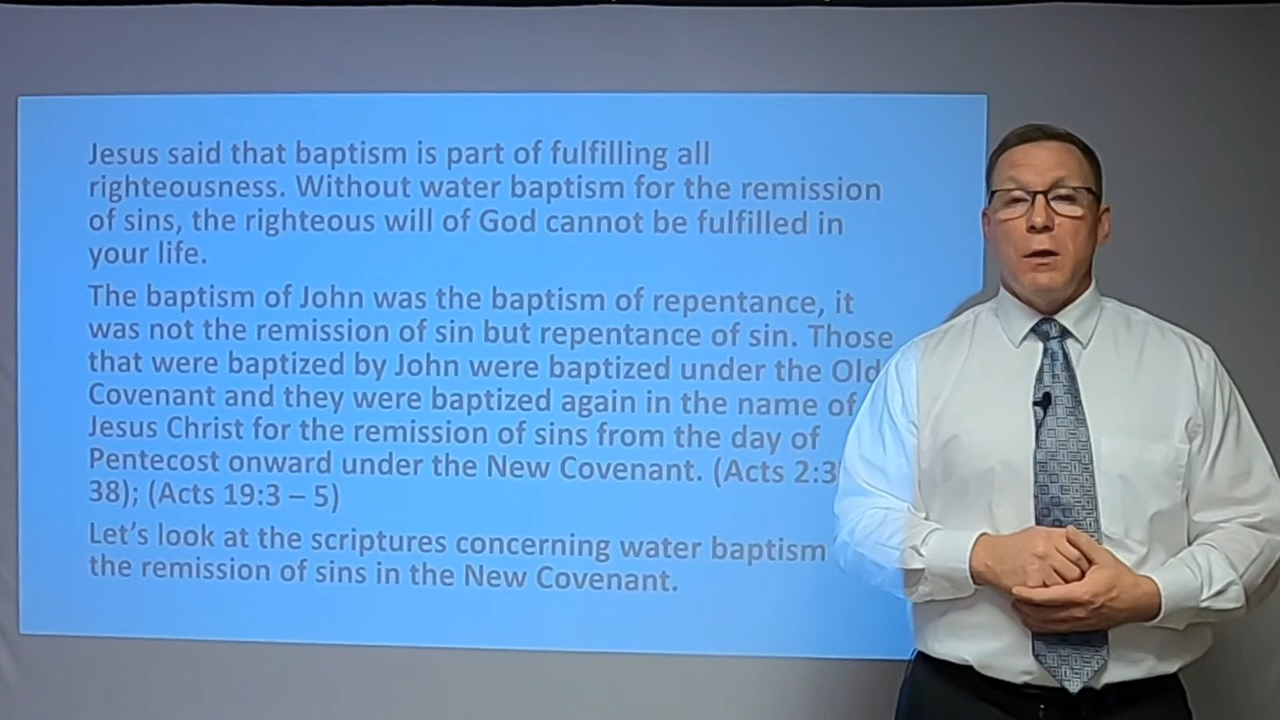 Jesus said that baptism is part of fulfilling all
righteousness. Without water baptism for the remission
of sins, the righteous will of God cannot be fulfilled in
your life.
The baptism of John was the baptism of repentance, it
was not the remission of sin but repentance of sin. Those
that were baptized by John were baptized under the Old
Covenant and they were baptized again in the name of
Jesus Christ for the remission of sins from the day of
Pentecost onward under the New Covenant. (Acts 2:3
38); (Acts 19:3 – 5)
Let's look at the scriptures concerning water baptism
the remission of sins in the New Covenant.